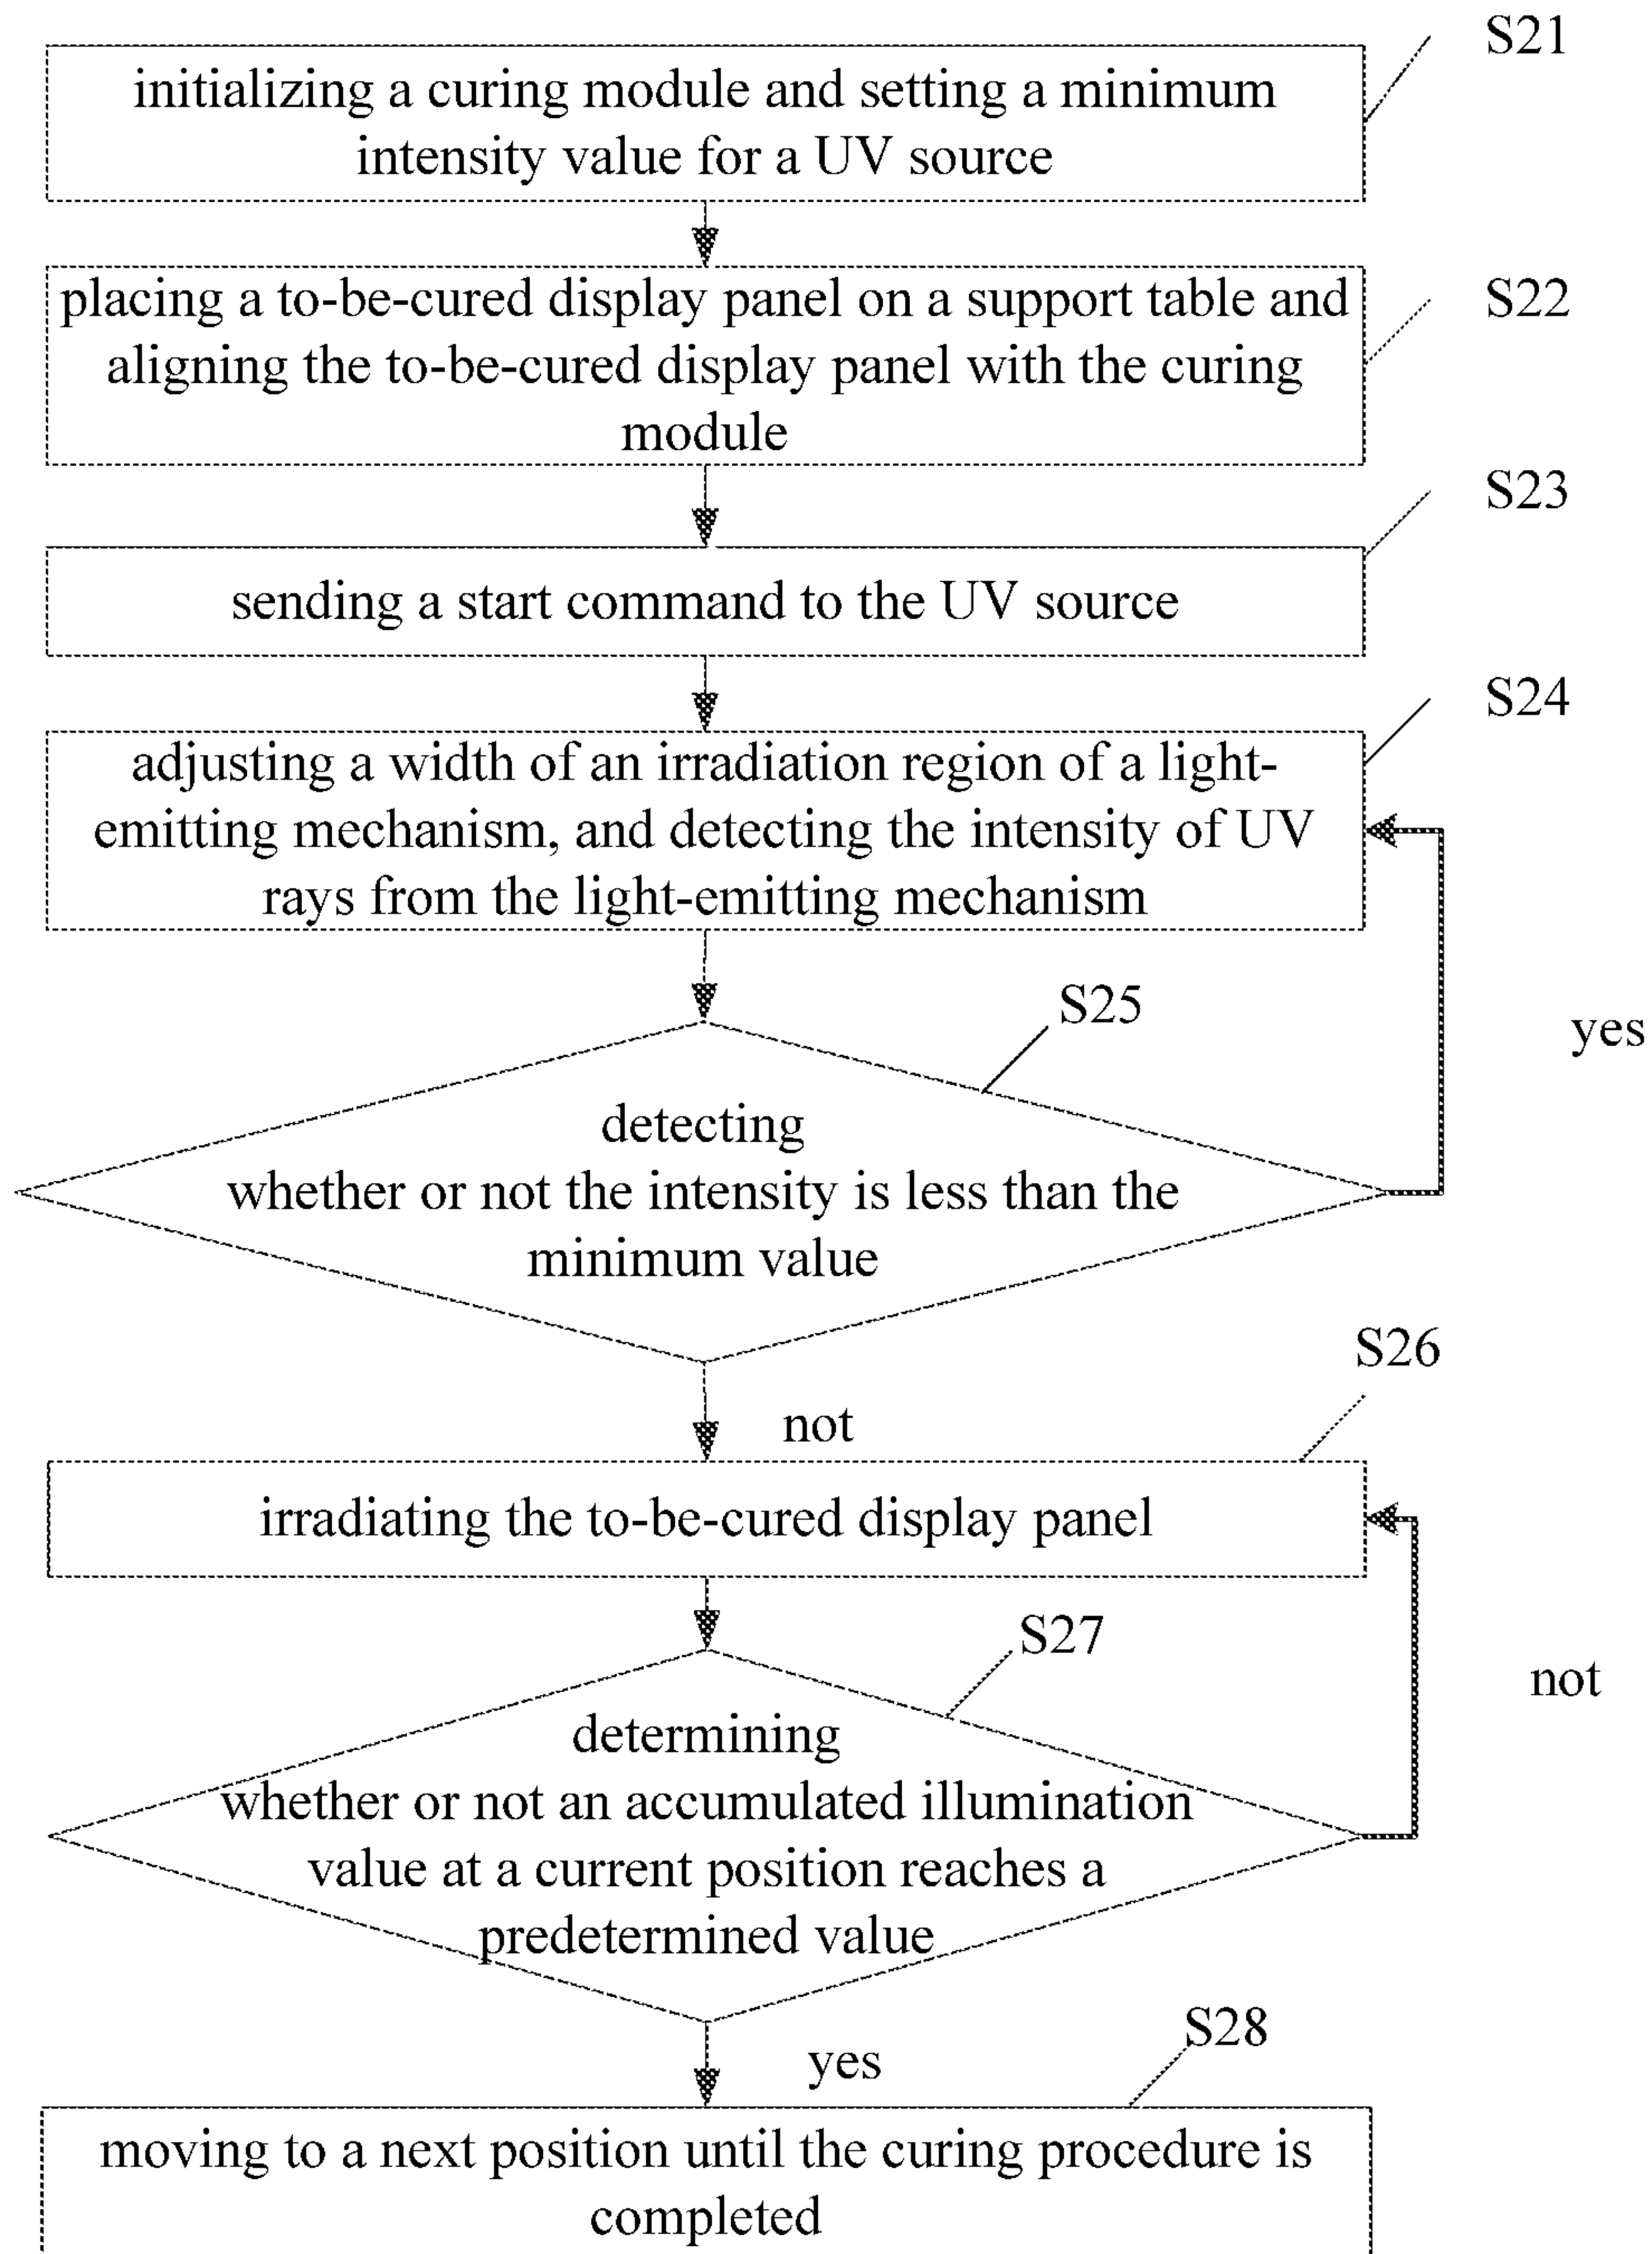 S21
initializing a curing module and setting a minimum
intensity value for a UV source
S22
placing a to-be-cured display panel on a support table and
aligning the to-be-cured display panel with the curing
module
S23
sending a start command to the UV source
S24
adjusting a width of an irradiation region of a light-
emitting mechanism, and detecting the intensity of UV
rays from the light-emitting mechanism
S25
yes
detecting
whether or not the intensity is less than the
minimum value
S26
not
irradiating the to-be-cured display panel
S27
not
determining
whether or not an accumulated illumination
value at a current position reaches a
predetermined value
S28
yes
moving to a next position until the curing procedure is
completed